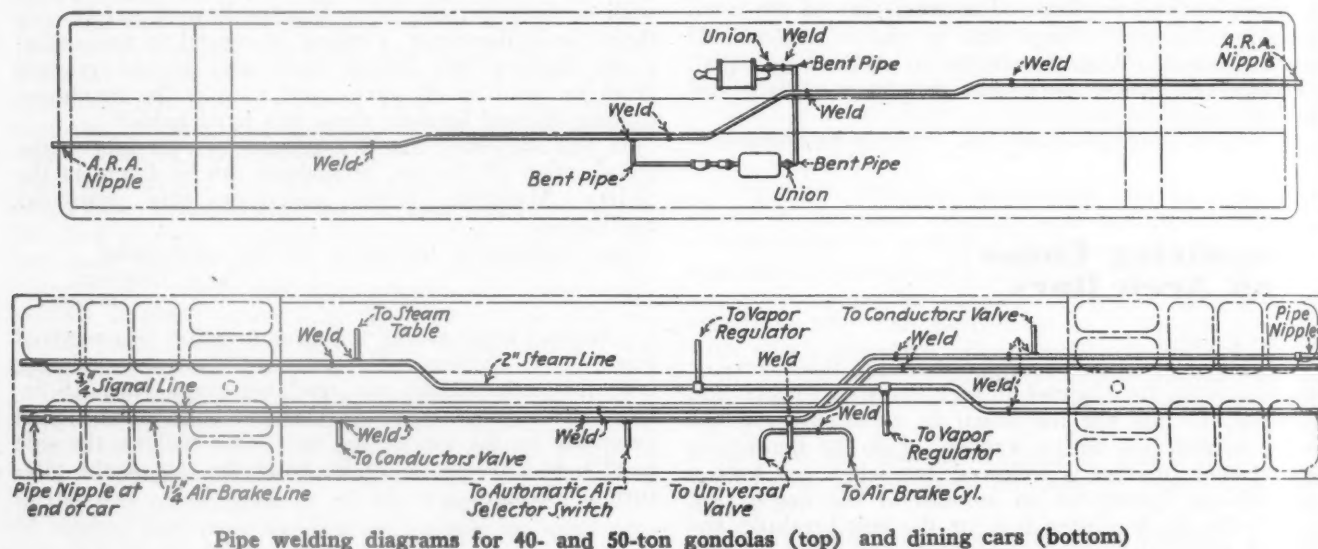 Union
Weld
Bent Pipe
A.R.A.
Nipple
Weld
Weld
Weld
Weld
A.R.A.
Nipple
Weld
Bent Pipe
Bent Pipe
Union
To Steam
Table
Weld
To Vapor
Regulator
To Conductors Valve
Weld
Pipe
Nipple
2" Steam Line
Weld
3/4" Signal Line
Weld
Weld
Weld
Weld
To Conductors Valve
To Vapor
Regulator
Pipe Nipple at
end of car
1 1/4" Air Brake Line
To Automatic Air
Selector Switch
To Universal
Valve
To Air Brake Cyl.
Pipe welding diagrams for 40- and 50-ton gondolas (top) and dining cars (bottom)